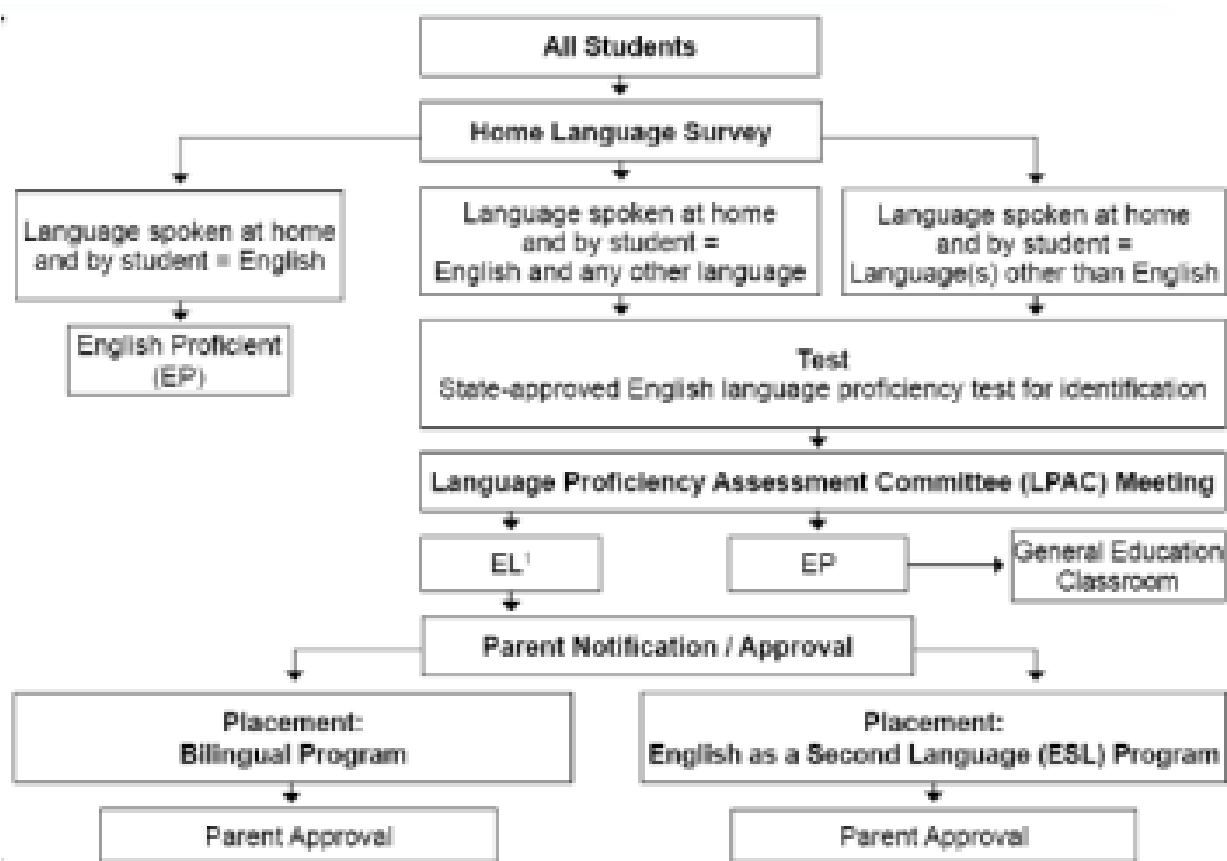 All Students
Home Language Survey
Language spoken at home
and by student = English
Language spoken at home
and by student =
English and any other language
Language spoken at home
and by student =
Language(s) other than English
English Proficient
(EP)
Test
State-approved English language proficiency test for identification
Language Proficiency Assessment Committee (LPAC) Meeting
EL¹
EP
General Education
Classroom
Parent Notification / Approval
Placement:
Bilingual Program
Placement:
English as a Second Language (ESL) Program
Parent Approval
Parent Approval